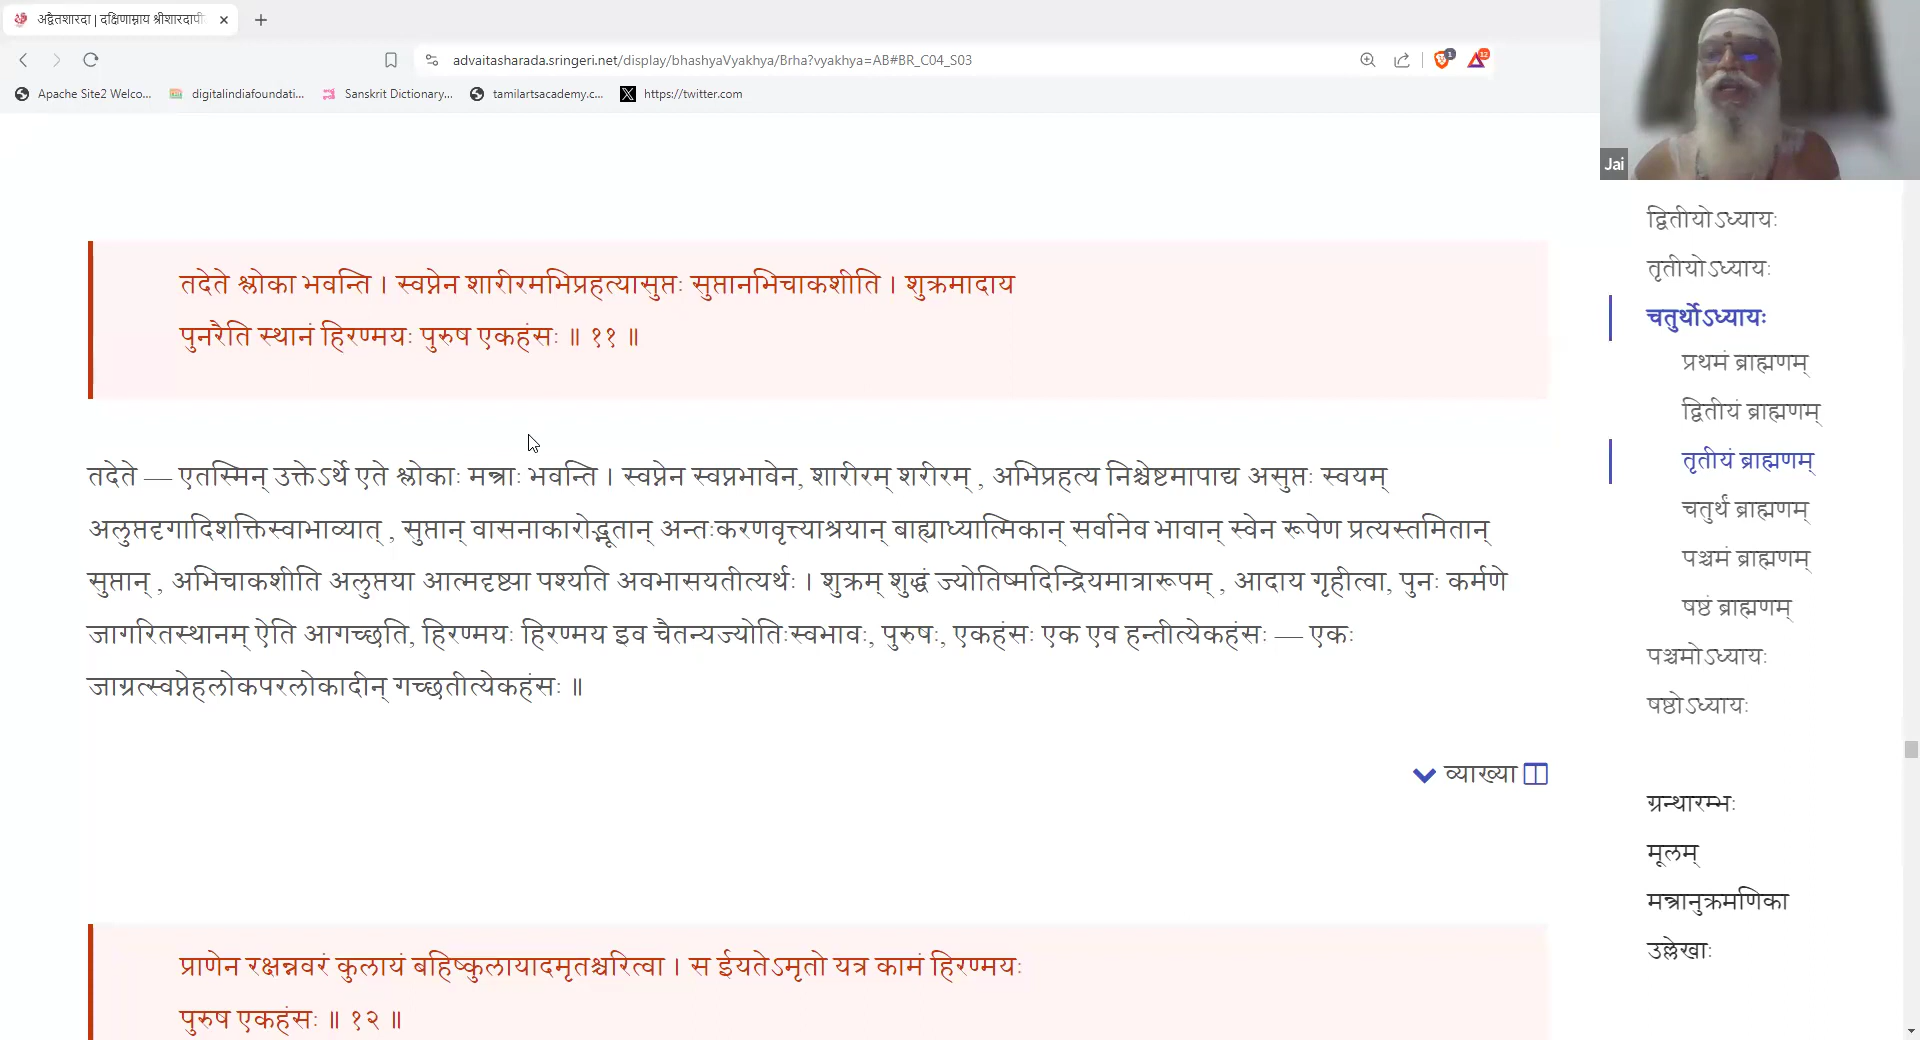 अद्वैतशारदा | दक्षिणाम्नाय श्रीशारदापी
advaitasharada.sringeri.net/display/bhashyaVyakhya/Brha?vyakhya=AB#BR_C04_S03
1
12
Apache Site2 Welco...
digitalindiafoundati...
Sanskrit Dictionary...
tamilartsacademy.c...
https://twitter.com
Jai
तदेते श्लोका भवन्ति । स्वप्नेन शारीरमभिप्रहत्यासुप्तः सुप्तानभिचाकशीति । शुक्रमादाय
पुनरैति स्थानं हिरण्मयः पुरुष एकहंसः ॥ ११ ॥
तदेते — एतस्मिन् उक्तेऽर्थे एते श्लोकाः मन्त्राः भवन्ति । स्वप्नेन स्वप्नभावेन, शारीरम् शरीरम् , अभिप्रहत्य निश्चेष्टमापाद्य असुप्तः स्वयम्
अलुप्तदृगादिशक्तिस्वाभाव्यात् , सुप्तान् वासनाकारोद्भूतान् अन्तःकरणवृत्त्याश्रयान् बाह्याध्यात्मिकान् सर्वानेव भावान् स्वेन रूपेण प्रत्यस्तमितान्
सुप्तान् , अभिचाकशीति अलुप्तया आत्मदृष्ट्या पश्यति अवभासयतीत्यर्थः । शुक्रम् शुद्धं ज्योतिष्मदिन्द्रियमात्रारूपम् , आदाय गृहीत्वा, पुनः कर्मणे
जागरितस्थानम् ऐति आगच्छति, हिरण्मयः हिरण्मय इव चैतन्यज्योतिःस्वभावः, पुरुषः, एकहंसः एक एव हन्तीत्येकहंसः — एकः
जाग्रत्स्वप्नेहलोकपरलोकादीन् गच्छतीत्येकहंसः ॥
व्याख्या
प्राणेन रक्षन्नवरं कुलायं बहिष्कुलायादमृतश्चरित्वा । स ईयतेऽमृतो यत्र कामं हिरण्मयः
पुरुष एकहंसः ॥ १२ ॥
द्वितीयोऽध्यायः
तृतीयोऽध्यायः
चतुर्थोऽध्यायः
प्रथमं ब्राह्मणम्
द्वितीयं ब्राह्मणम्
तृतीयं ब्राह्मणम्
चतुर्थं ब्राह्मणम्
पञ्चमं ब्राह्मणम्
षष्ठं ब्राह्मणम्
पञ्चमोऽध्यायः
षष्ठोऽध्यायः
ग्रन्थारम्भः
मूलम्
मन्त्रानुक्रमणिका
उल्लेखाः